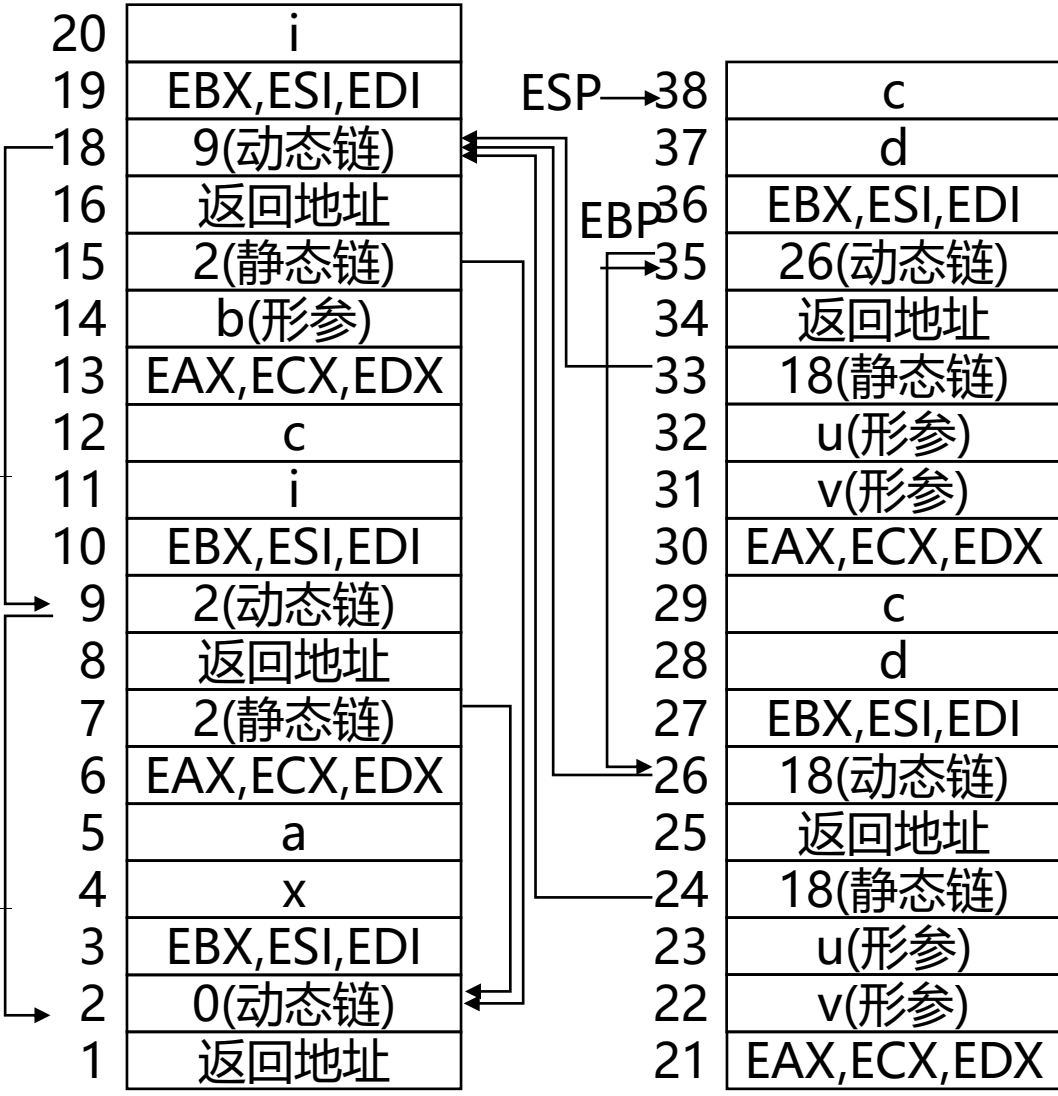 20 i
19 EBX,ESI,EDI
18 9(动态链)
16 返回地址
15 2(静态链)
14 b(形参)
13 EAX,ECX,EDX
12 c
11 i
10 EBX,ESI,EDI
9 2(动态链)
8 返回地址
7 2(静态链)
6 EAX,ECX,EDX
5 a
4 x
3 EBX,ESI,EDI
2 0(动态链)
1 返回地址
ESP 38 c
37 d
EBP 36 EBX,ESI,EDI
35 26(动态链)
34 返回地址
33 18(静态链)
32 u(形参)
31 v(形参)
30 EAX,ECX,EDX
29 c
28 d
27 EBX,ESI,EDI
26 18(动态链)
25 返回地址
24 18(静态链)
23 u(形参)
22 v(形参)
21 EAX,ECX,EDX